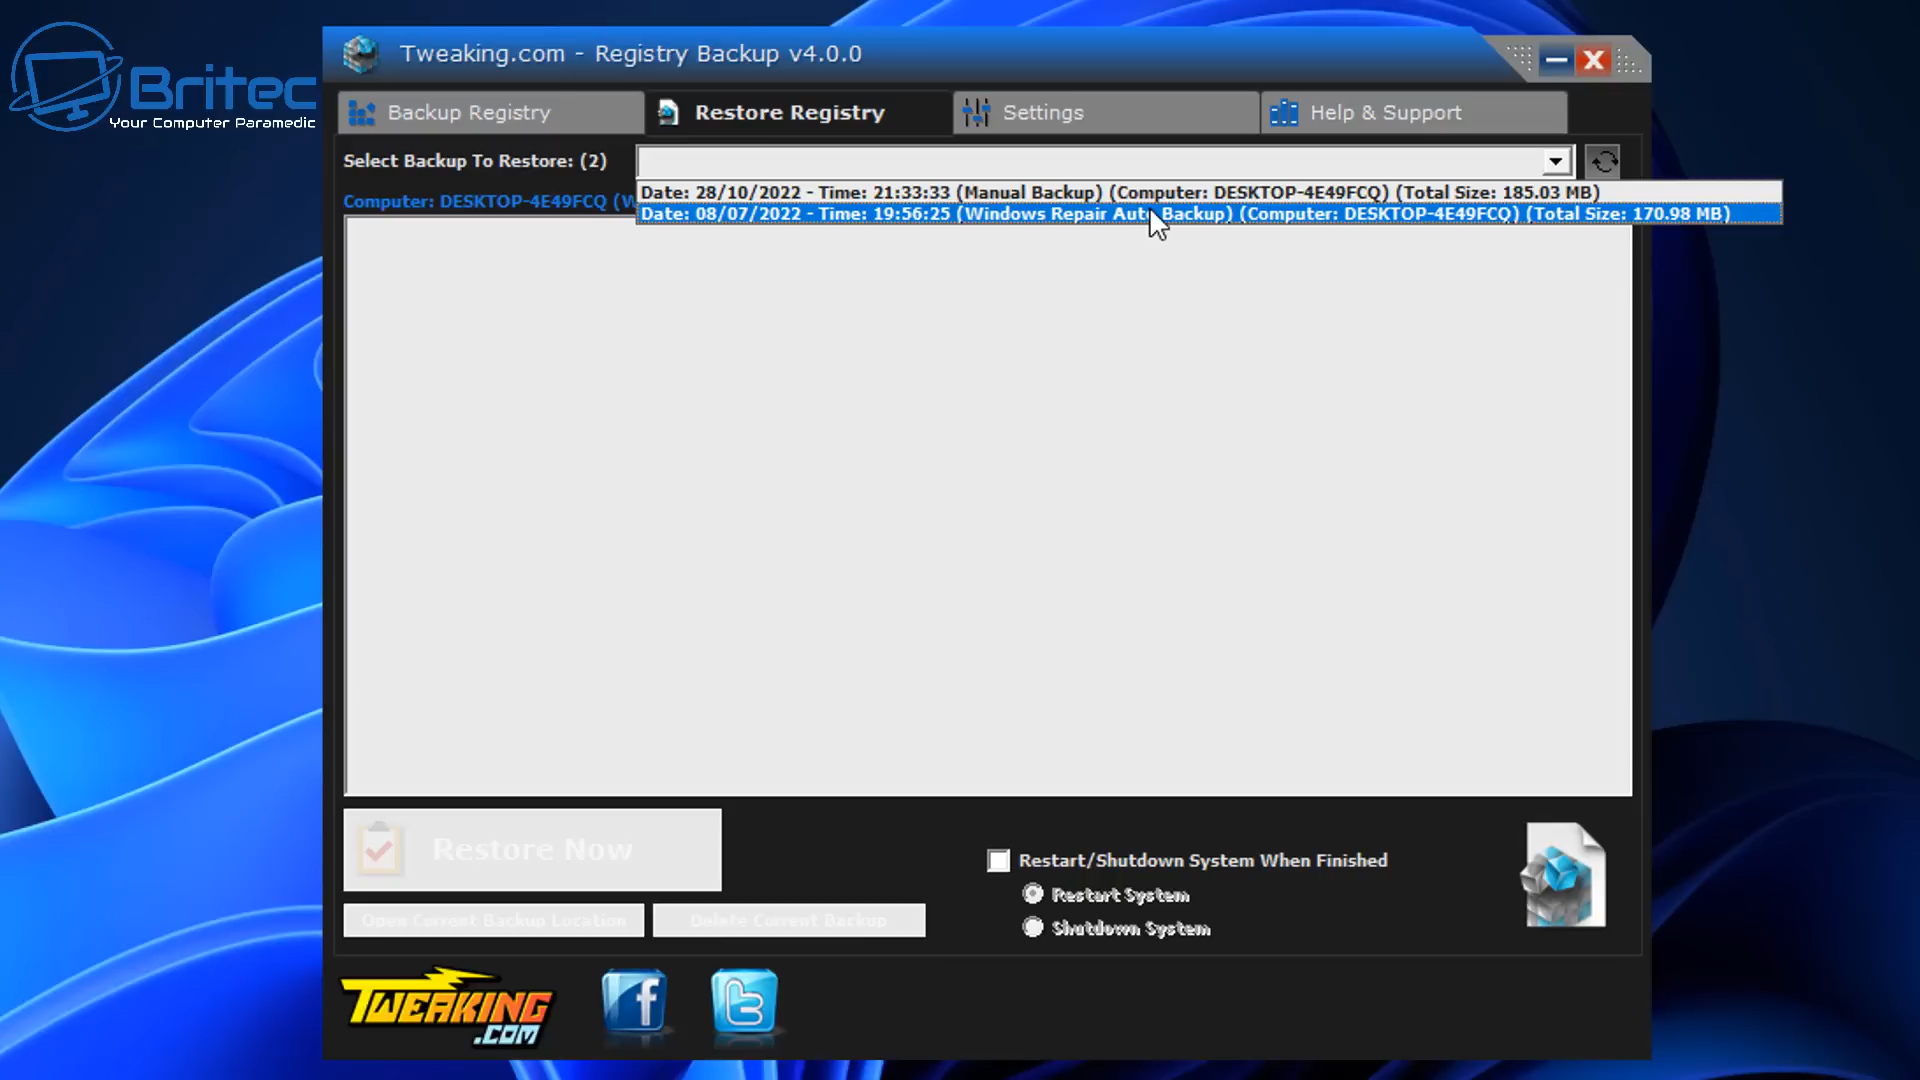 Britec
Your Computer Paramedic
Tweaking.com - Registry Backup v4.0.0
Backup Registry
Restore Registry
Settings
Help & Support
Select Backup To Restore: (2)
Date: 28/10/2022 - Time: 21:33:33 (Manual Backup) (Computer: DESKTOP-4E49FCQ) (Total Size: 185.03 MB)
Computer: DESKTOP-4E49FCQ (W
Date: 08/07/2022 - Time: 19:56:25 (Windows Repair Auto Backup) (Computer: DESKTOP-4E49FCQ) (Total Size: 170.98 MB)
Restore Now
Restart/Shutdown System When Finished
Restart System
Open Current Backup Location
Delete Current Backup
Shutdown System
TWEAKING
.COM